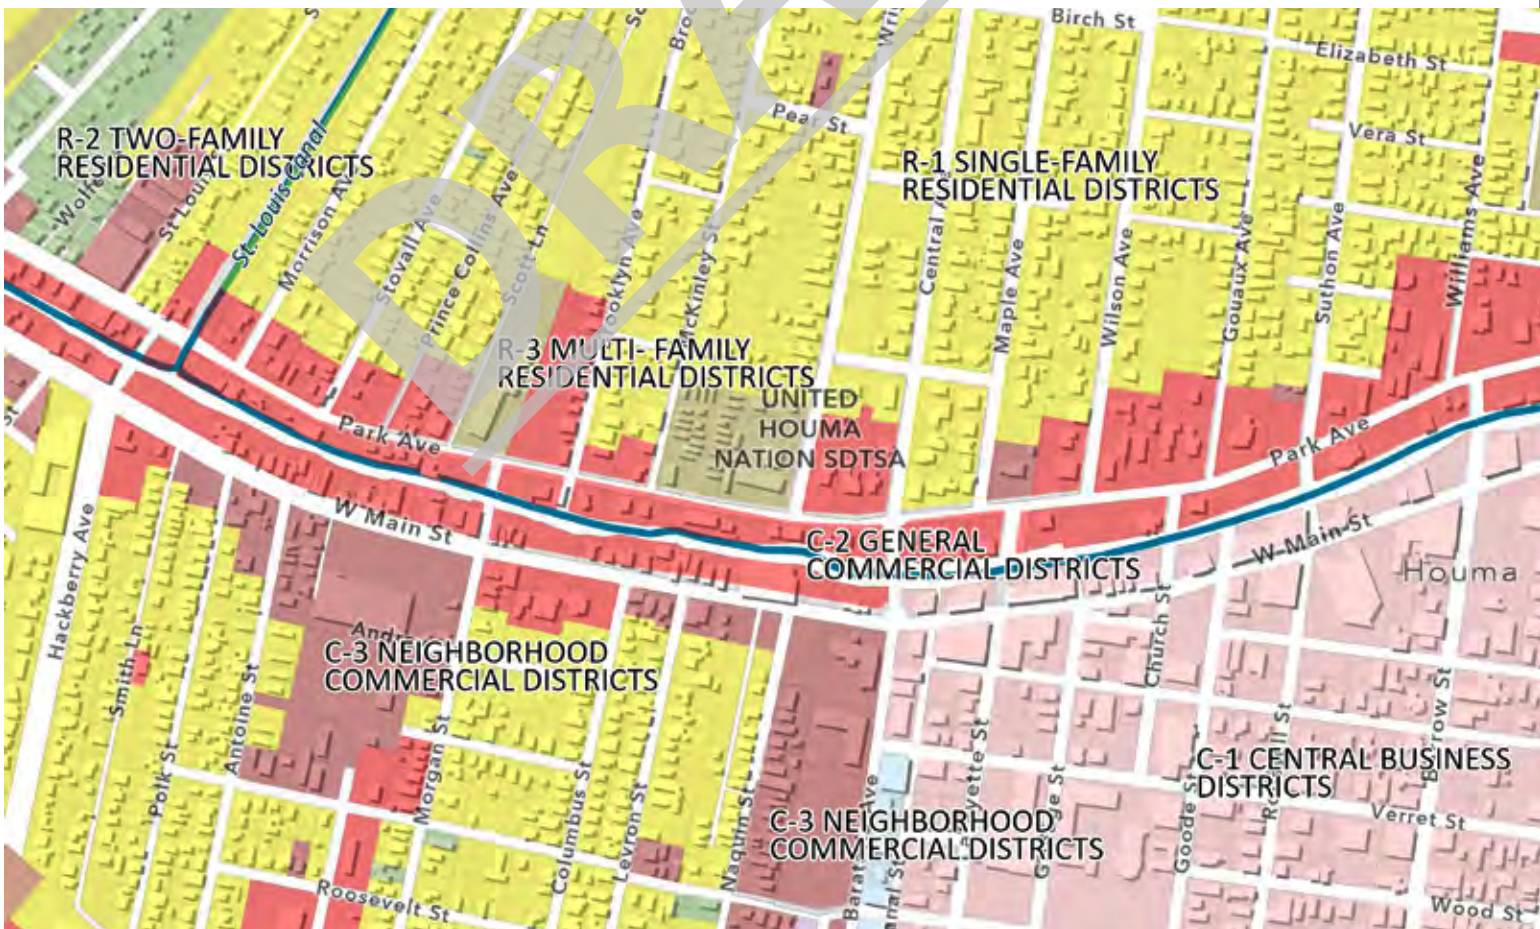 Birch St
Elizabeth St
Pear St
Vera St
R-2 TWO-FAMILY
RESIDENTIAL DISTRICTS
R-1 SINGLE-FAMILY
RESIDENTIAL DISTRICTS
St. Louis Canal
Morrison Ave
Stovall Ave
Prince Collins Ave
Scott Ln
McKinley St
Central
Maple Ave
Wilson Ave
Gouaux Ave
Suthon Ave
Williams Ave
R-3 MULTI- FAMILY
RESIDENTIAL DISTRICTS
UNITED
HOUMA
NATION SDTSA
Park Ave
Park Ave
W Main St
W Main St
C-2 GENERAL
COMMERCIAL DISTRICTS
Houma
Hackberry Ave
Smith Ln
Polk St
Antoine St
C-3 NEIGHBORHOOD
COMMERCIAL DISTRICTS
Morgan St
Columbus St
Levron St
Naquin St
Church St
Goode St
C-1 CENTRAL BUSINESS
DISTRICTS
C-3 NEIGHBORHOOD
COMMERCIAL DISTRICTS
Verret St
Roosevelt St
Wood St